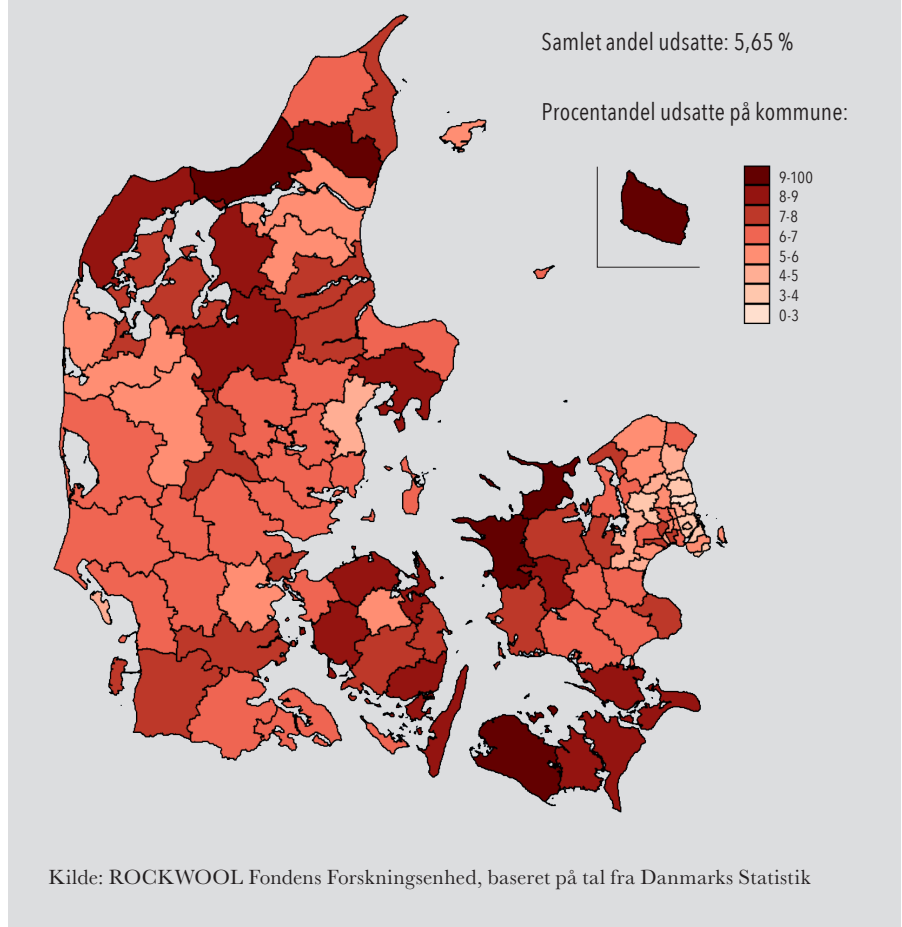 Samlet andel udsatte: 5,65 %
Procentandel udsatte på kommune:
9-100
8-9
7-8
6-7
5-6
4-5
3-4
0-3
Kilde: ROCKWOOL Fondens Forskningsenhed, baseret på tal fra Danmarks Statistik